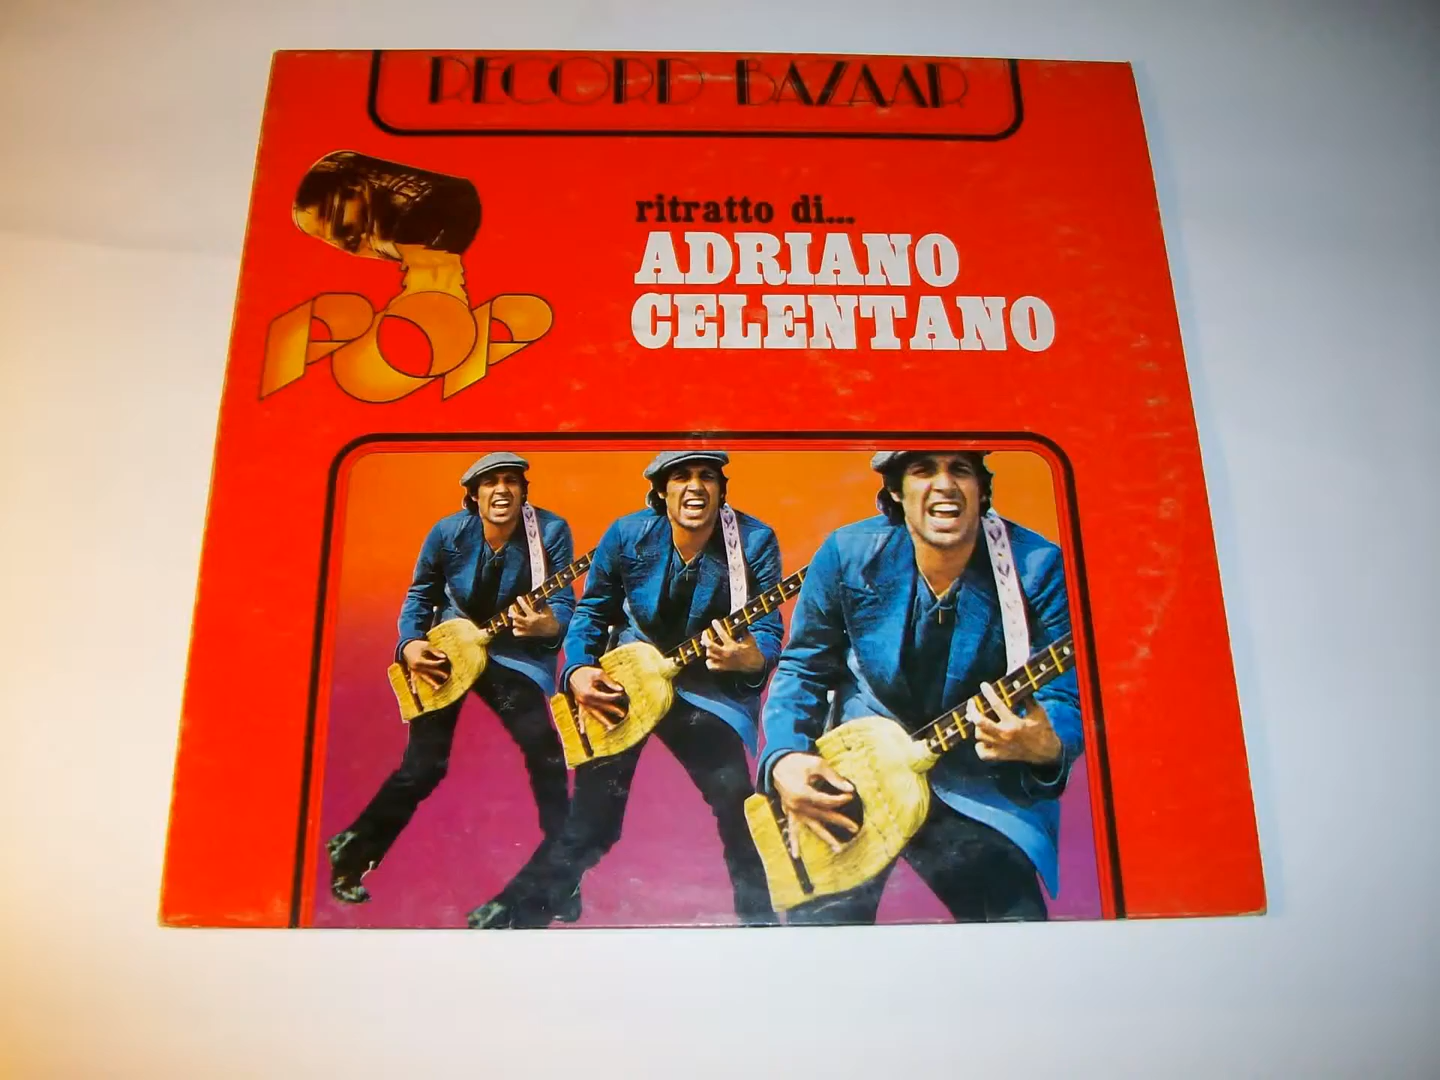 RECORD BAZAAR
POP
ritratto di...
ADRIANO
CELENTANO